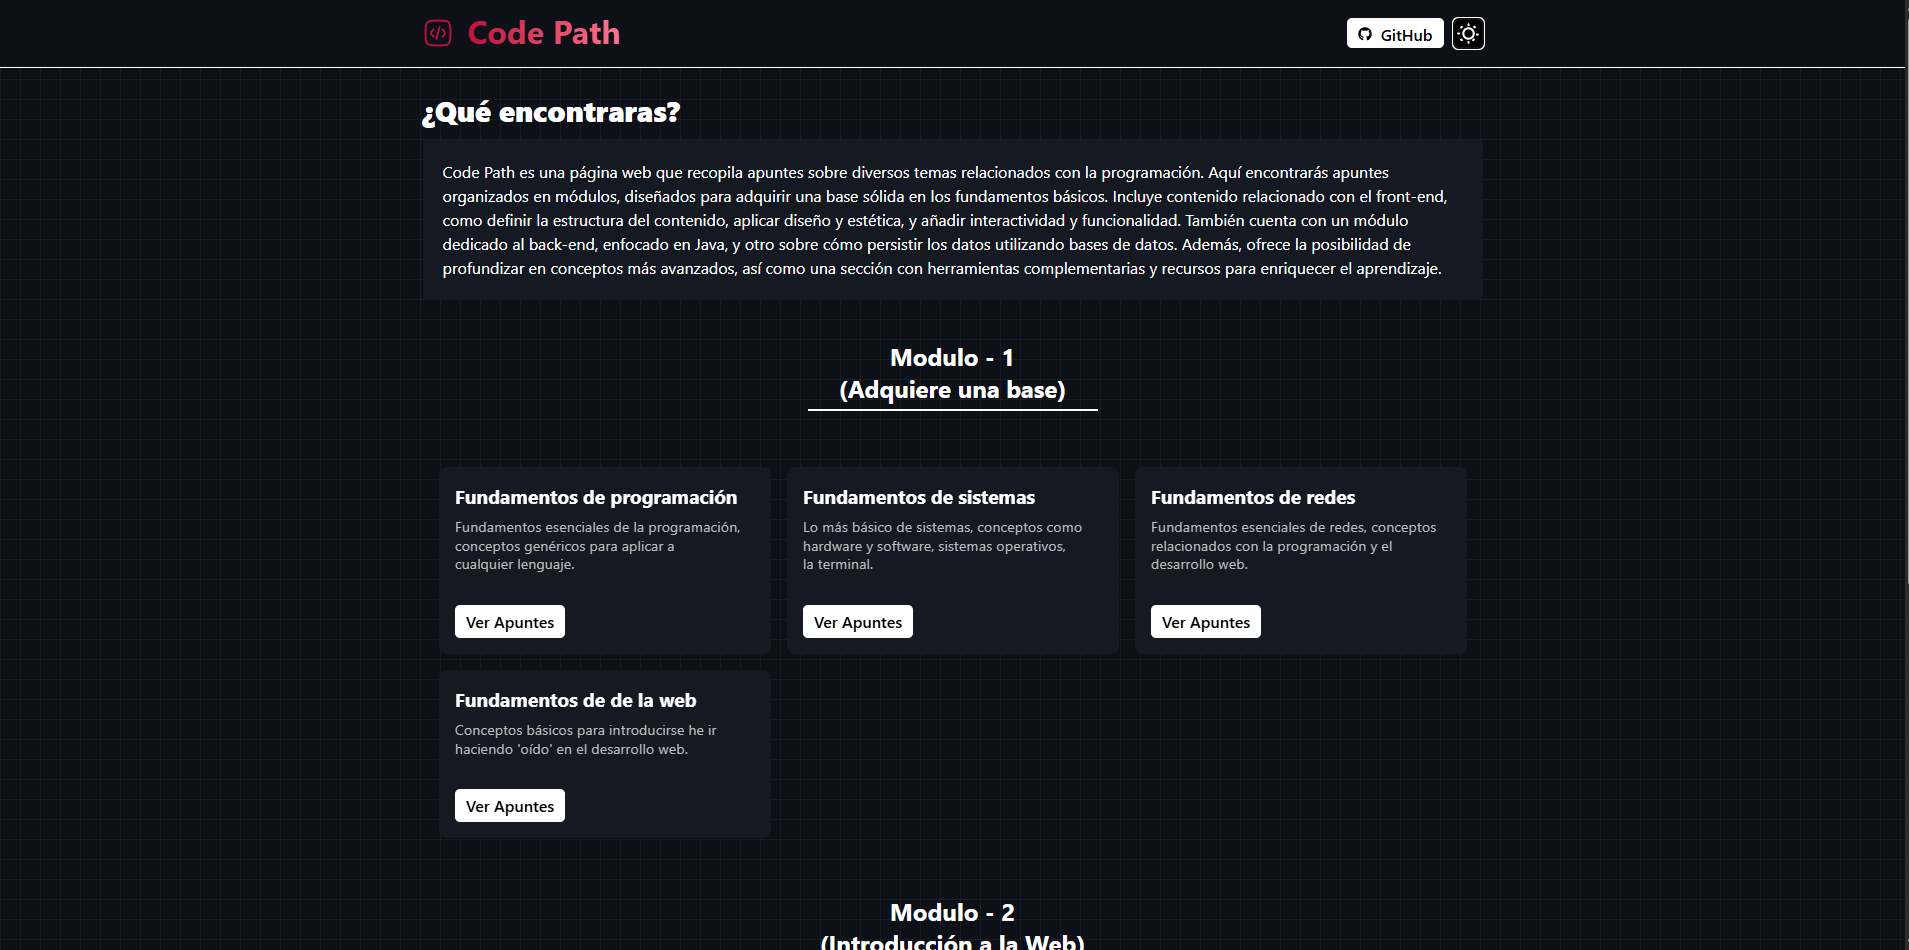 Code Path
GitHub
¿Qué encontraras?
Code Path es una página web que recopila apuntes sobre diversos temas relacionados con la programación. Aquí encontrarás apuntes
organizados en módulos, diseñados para adquirir una base sólida en los fundamentos básicos. Incluye contenido relacionado con el front-end,
como definir la estructura del contenido, aplicar diseño y estética, y añadir interactividad y funcionalidad. También cuenta con un módulo
dedicado al back-end, enfocado en Java, y otro sobre cómo persistir los datos utilizando bases de datos. Además, ofrece la posibilidad de
profundizar en conceptos más avanzados, así como una sección con herramientas complementarias y recursos para enriquecer el aprendizaje.
Modulo - 1
(Adquiere una base)
Fundamentos de programación
Fundamentos esenciales de la programación,
conceptos genéricos para aplicar a
cualquier lenguaje.
Ver Apuntes
Fundamentos de sistemas
Lo más básico de sistemas, conceptos como
hardware y software, sistemas operativos,
la terminal.
Ver Apuntes
Fundamentos de redes
Fundamentos esenciales de redes, conceptos
relacionados con la programación y el
desarrollo web.
Ver Apuntes
Fundamentos de de la web
Conceptos básicos para introducirse he ir
haciendo 'oído' en el desarrollo web.
Ver Apuntes
Modulo - 2
(Introducción a la Web)